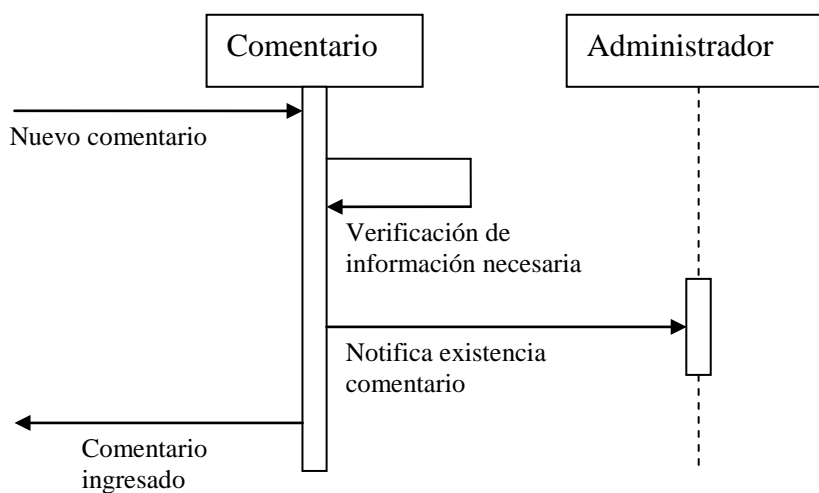 Comentario
Administrador
Nuevo comentario
Verificación de
información necesaria
Notifica existencia
comentario
Comentario
ingresado